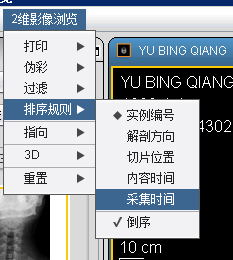 2维影像浏览
打印
伪彩
过滤
排序规则
指向
3D
重置
实例编号
解剖方向
切片位置
内容时间
采集时间
倒序
YU BING QIANG
YU BING QIANG
4302
10 cm